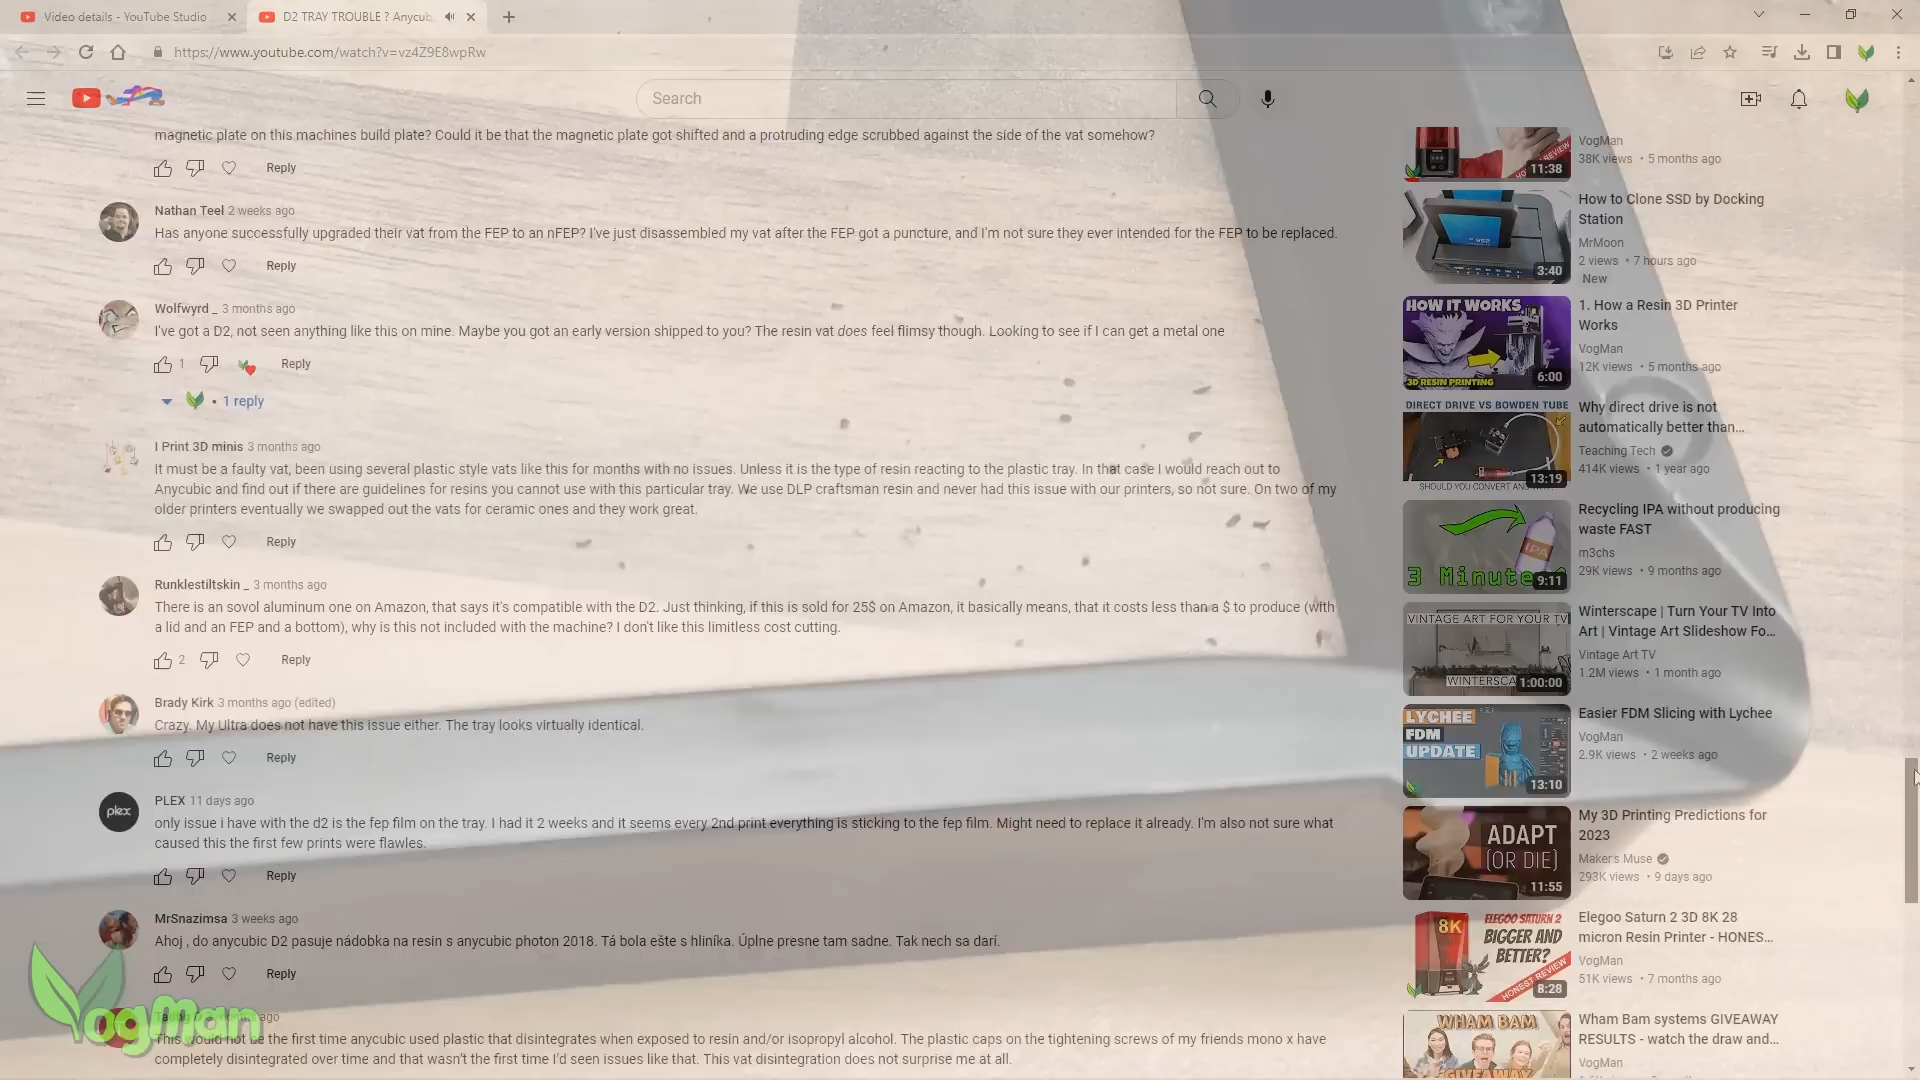 Video details - YouTube Studio
D2 TRAY TROUBLE ? Anycub
https://www.youtube.com/watch?v=vz4Z9E8wpRw
Search
magnetic plate on this machines build plate? Could it be that the magnetic plate got shifted and a protruding edge scrubbed against the side of the vat somehow?
Reply
Nathan Teel 2 weeks ago
Has anyone successfully upgraded their vat from the FEP to an nFEP? I've just disassembled my vat after the FEP got a puncture, and I'm not sure they ever intended for the FEP to be replaced.
Reply
Wolfwyrd _ 3 months ago
I've got a D2, not seen anything like this on mine. Maybe you got an early version shipped to you? The resin vat does feel flimsy though. Looking to see if I can get a metal one
1 Reply
• 1 reply
I Print 3D minis 3 months ago
It must be a faulty vat, been using several plastic style vats like this for months with no issues. Unless it is the type of resin reacting to the plastic tray. In that case I would reach out to
Anycubic and find out if there are guidelines for resins you cannot use with this particular tray. We use DLP craftsman resin and never had this issue with our printers, so not sure. On two of my
older printers eventually we swapped out the vats for ceramic ones and they work great.
Reply
Runklestiltskin _ 3 months ago
There is an sovol aluminum one on Amazon, that says it's compatible with the D2. Just thinking, if this is sold for 25$ on Amazon, it basically means, that it costs less than a $ to produce (with
a lid and an FEP and a bottom), why is this not included with the machine? I don't like this limitless cost cutting.
2 Reply
Brady Kirk 3 months ago (edited)
Crazy. My Ultra does not have this issue either. The tray looks virtually identical.
Reply
plex
PLEX 11 days ago
only issue i have with the d2 is the fep film on the tray. I had it 2 weeks and it seems every 2nd print everything is sticking to the fep film. Might need to replace it already. I'm also not sure what
caused this the first few prints were flawles.
Reply
MrSnazimsa 3 weeks ago
Ahoj , do anycubic D2 pasuje nádobka na resin s anycubic photon 2018. Tá bola ešte s hliníka. Úplne presne tam sadne. Tak nech sa darí.
Reply
VogMan
ago
This would not be the first time anycubic used plastic that disintegrates when exposed to resin and/or isopropyl alcohol. The plastic caps on the tightening screws of my friends mono x have
completely disintegrated over time and that wasn't the first time I'd seen issues like that. This vat disintegration does not surprise me at all.
REVIEW
11:38
VogMan
38K views • 5 months ago
3:40
How to Clone SSD by Docking
Station
MrMoon
2 views • 7 hours ago
New
HOW IT WORKS
3D RESIN PRINTING
6:00
1. How a Resin 3D Printer
Works
VogMan
12K views • 5 months ago
DIRECT DRIVE VS BOWDEN TUBE
13:19
Why direct drive is not
automatically better than...
Teaching Tech
414K views • 1 year ago
IPA
3 Minute
9:11
Recycling IPA without producing
waste FAST
m3chs
29K views • 9 months ago
VINTAGE ART FOR YOUR TV
WINTERSCA
1:00:00
Winterscape | Turn Your TV Into
Art | Vintage Art Slideshow Fo...
Vintage Art TV
1.2M views • 1 month ago
LYCHEE
FDM
UPDATE
13:10
Easier FDM Slicing with Lychee
VogMan
2.9K views • 2 weeks ago
ADAPT
(OR DIE)
11:55
My 3D Printing Predictions for
2023
Maker's Muse
293K views • 9 days ago
8K
ELEGOO SATURN 2
BIGGER AND
BETTER?
HONEST REVIEW
8:28
Elegoo Saturn 2 3D 8K 28
micron Resin Printer - HONES...
VogMan
51K views • 7 months ago
WHAM BAM
GIVEAWAY
Wham Bam systems GIVEAWAY
RESULTS - watch the draw and...
VogMan